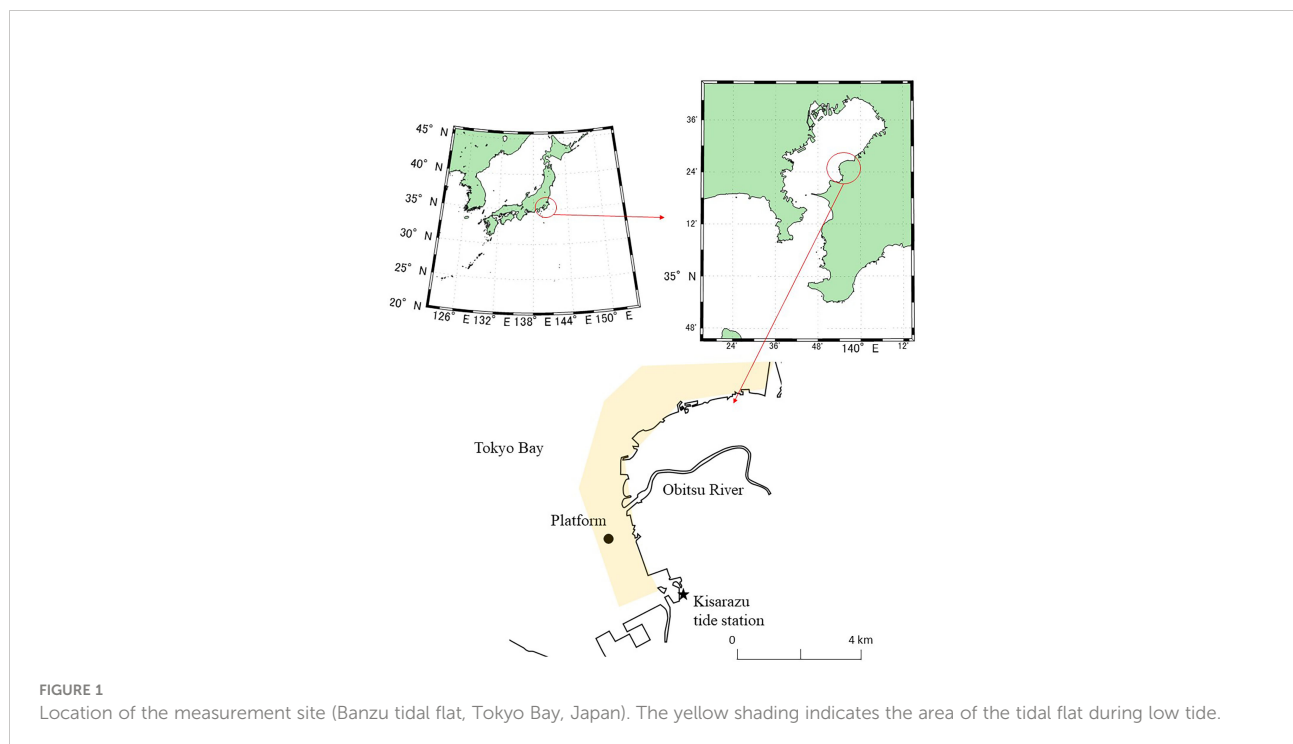 45° N
40° N
35° N
30° N
25° N
20° N
126° E 132° E 138° E 144° E 150° E
36'
24'
12'
35° N
48'
24' 36' 48' 140° E 12'
Tokyo Bay
Obitsu River
Platform
Kisarazu
tide station
0 4 km
FIGURE 1
Location of the measurement site (Banzu tidal flat, Tokyo Bay, Japan). The yellow shading indicates the area of the tidal flat during low tide.